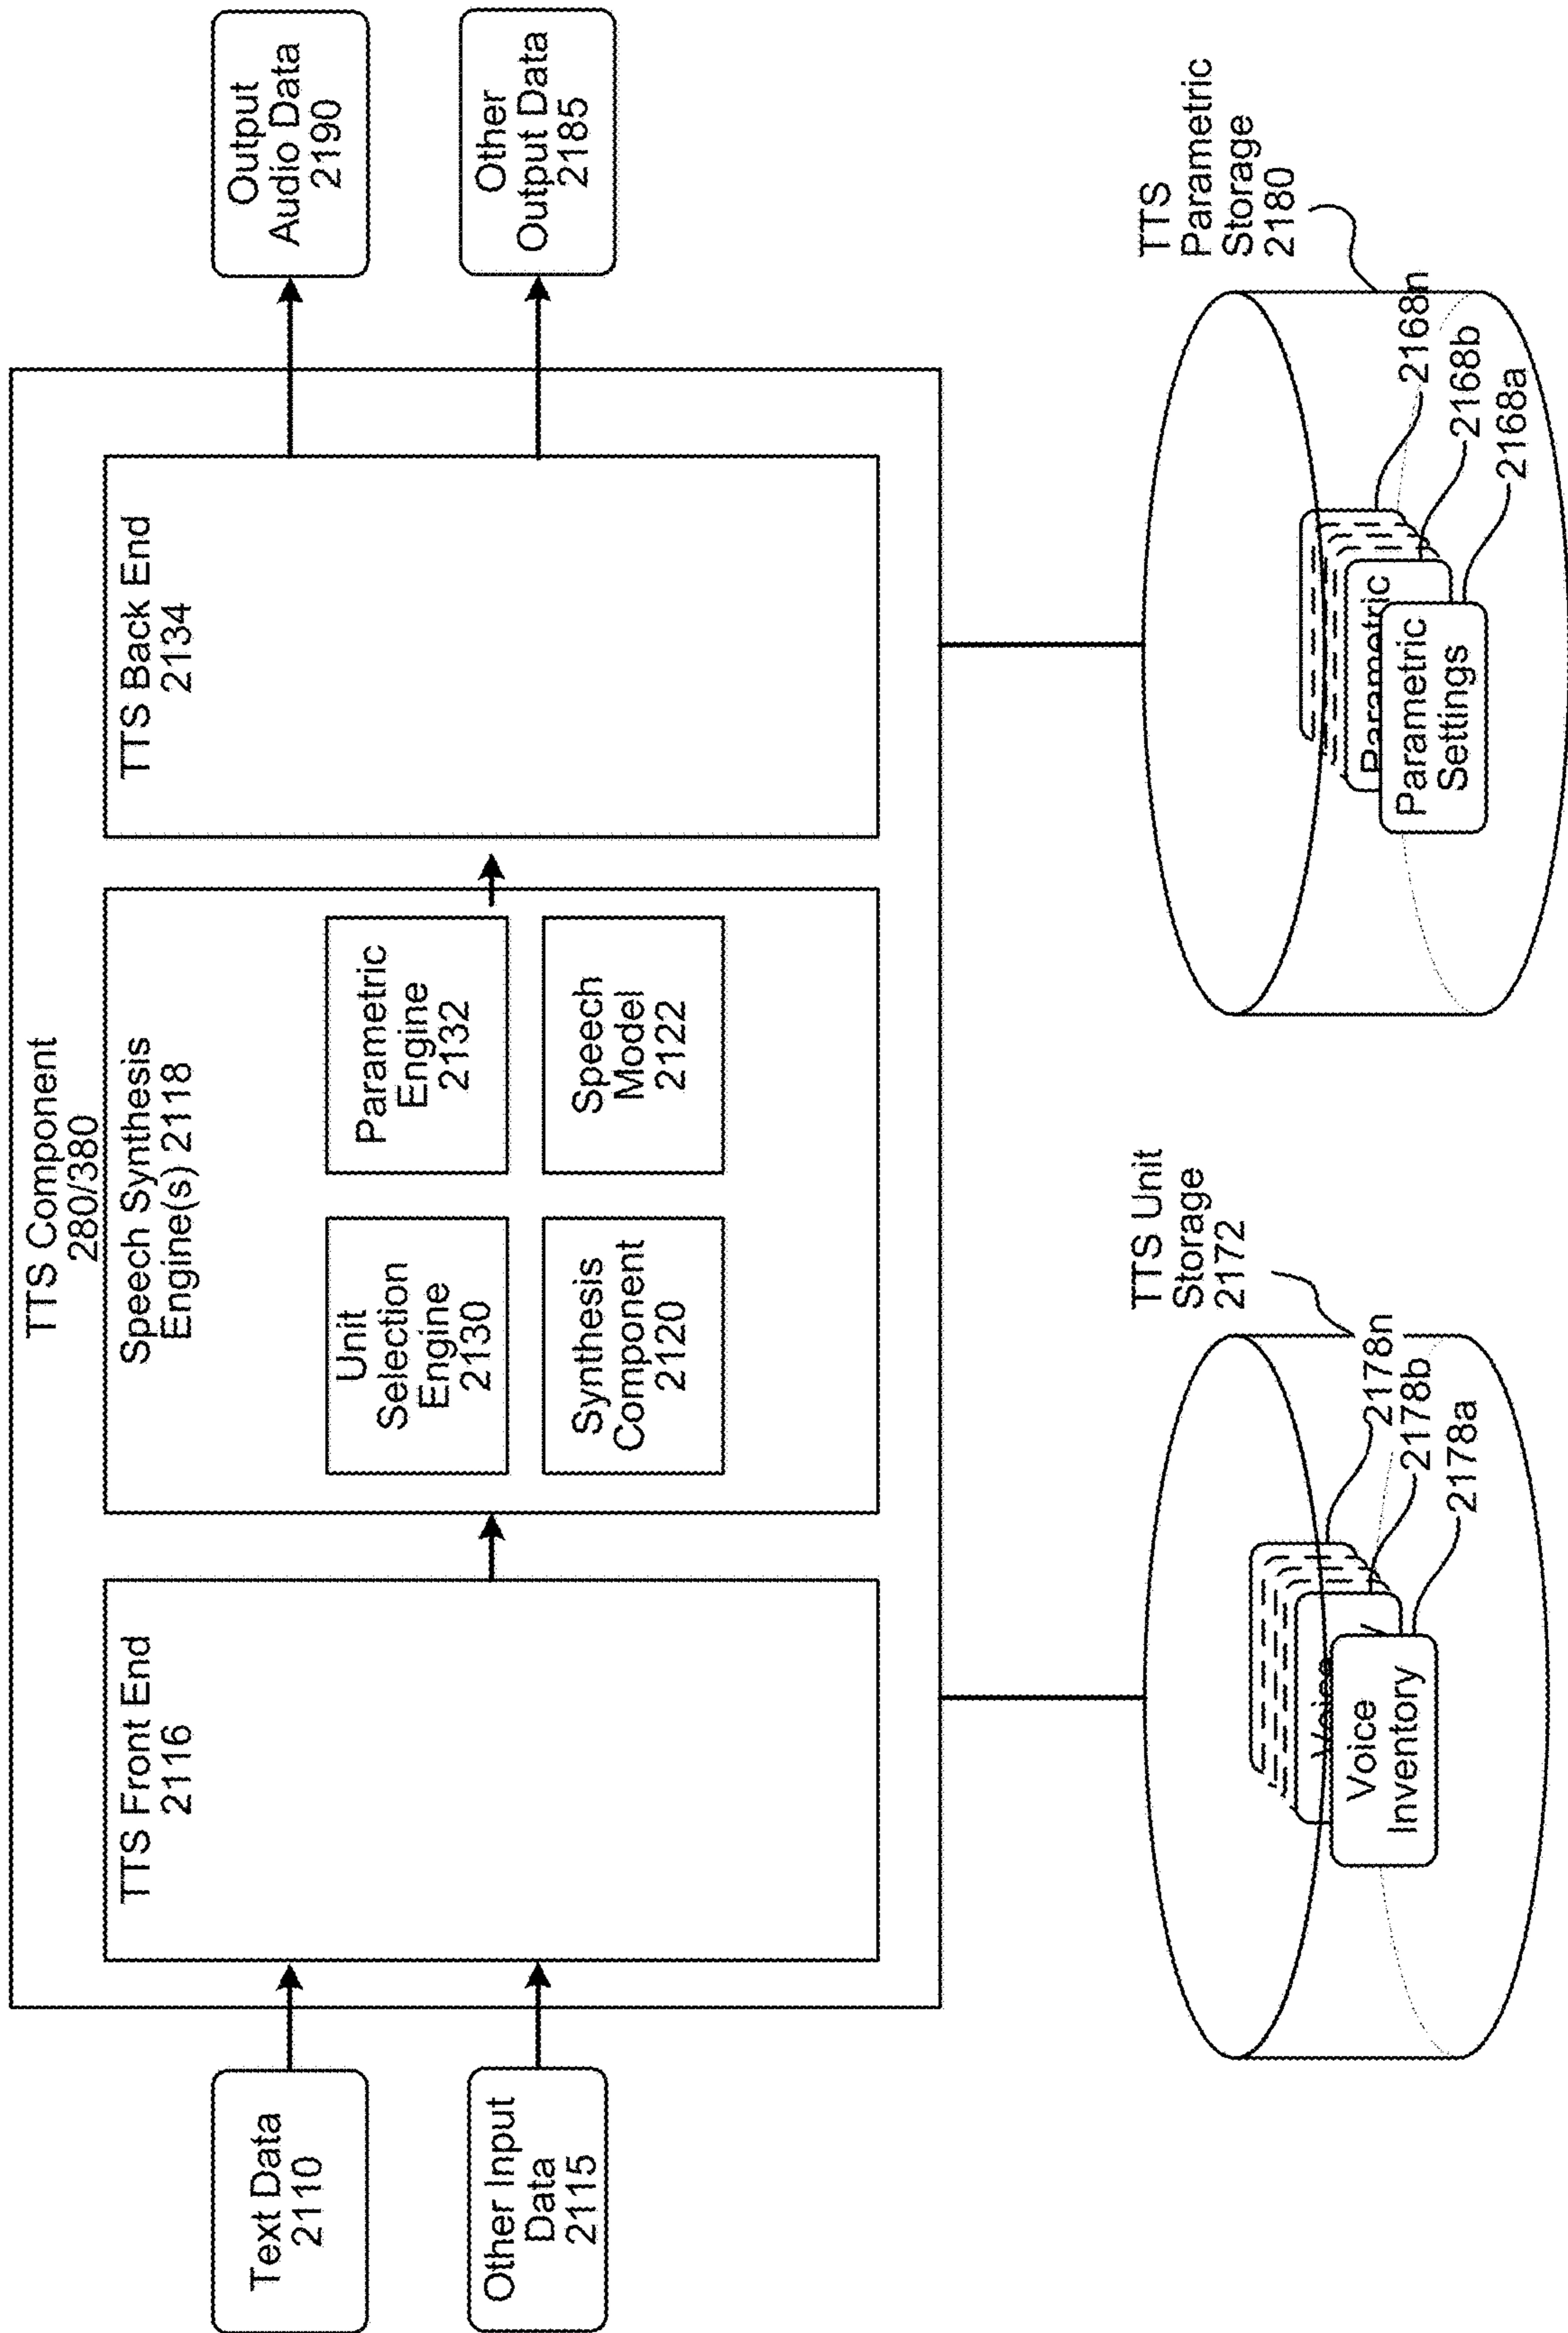 TTS Component
280/380
TTS Front End
2116
Speech Synthesis
Engine(s) 2118
TTS Back End
2134
Text Data
2110
Other Input
Data
2115
Unit
Selection
Engine
2130
Parametric
Engine
2132
Synthesis
Component
2120
Speech
Model
2122
Output
Audio Data
2190
Other
Output Data
2185
TTS Unit
Storage
2172
2178n
2178b
2178a
Voice
Voice
Inventory
TTS
Parametric
Storage
2180
2168n
2168b
2168a
Parametric
Parametric
Settings